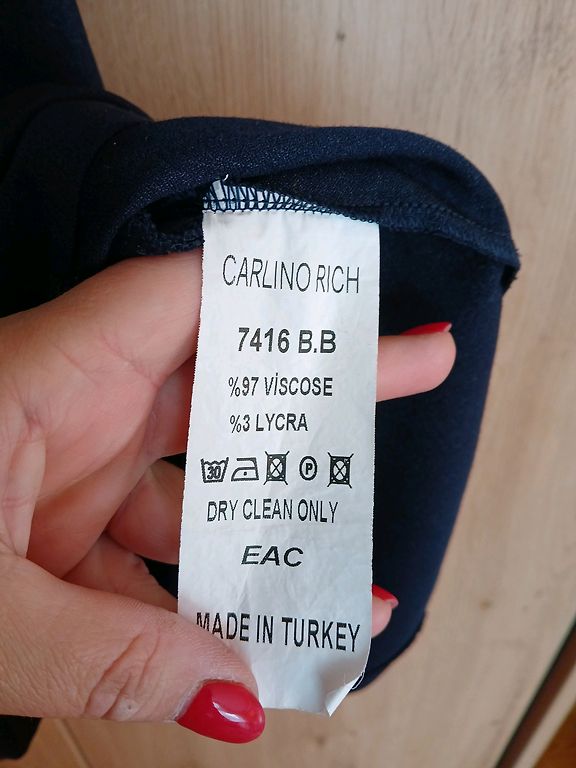 CARLINO RICH
7416 B.B
%97 VİSCOSE
%3 LYCRA
30 P
DRY CLEAN ONLY
EAC
MADE IN TURKEY